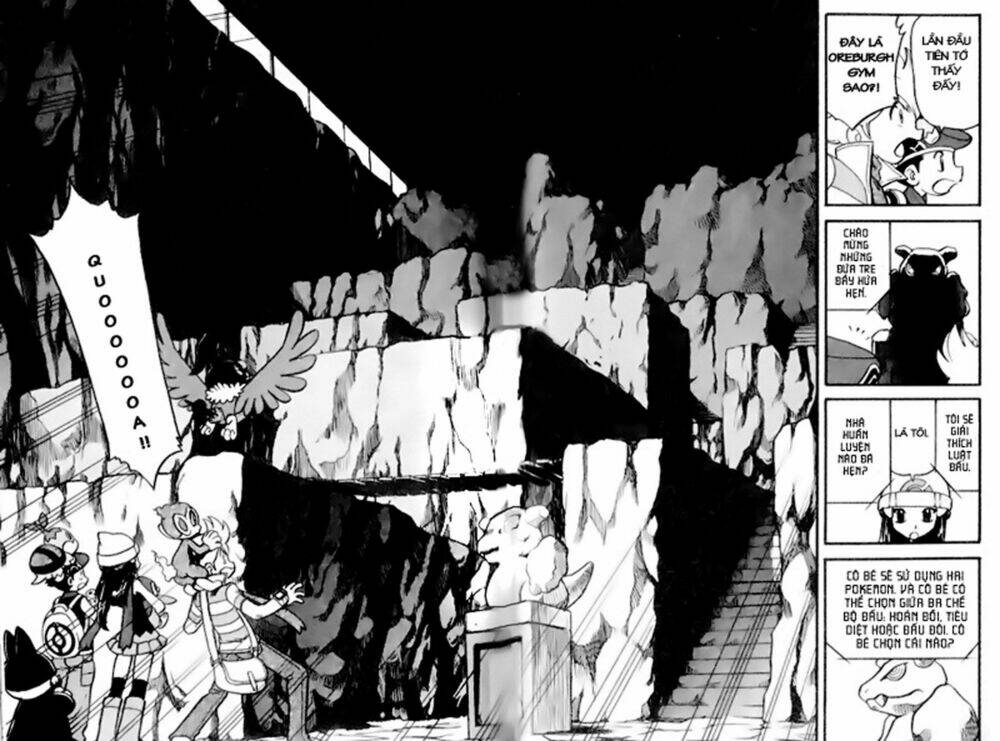 LẦN ĐẦU
TIÊN TỚ
THẤY
ĐẤY!
ĐÂY LÀ
OREBURGH
GYM
SAO?!
CHÀO
MỪNG
NHỮNG
ĐỨA TRẺ
ĐẦY HỨA
HẸN.
TÔI SẼ
GIẢI
THÍCH
LUẬT
ĐẤU.
LÀ TÔI.
NHÀ
HUẤN
LUYỆN
NÀO ĐÃ
HẸN?
CÔ BÉ SẼ SỬ DỤNG HAI
POKEMON. VÀ CÔ BÉ CÓ
THỂ CHỌN GIỮA BA CHẾ
ĐỘ ĐẤU: HOÁN ĐỔI, TIÊU
DIỆT HOẶC ĐẤU ĐÔI. CÔ
BÉ CHỌN CÁI NÀO?
QUOOOOOOA!!